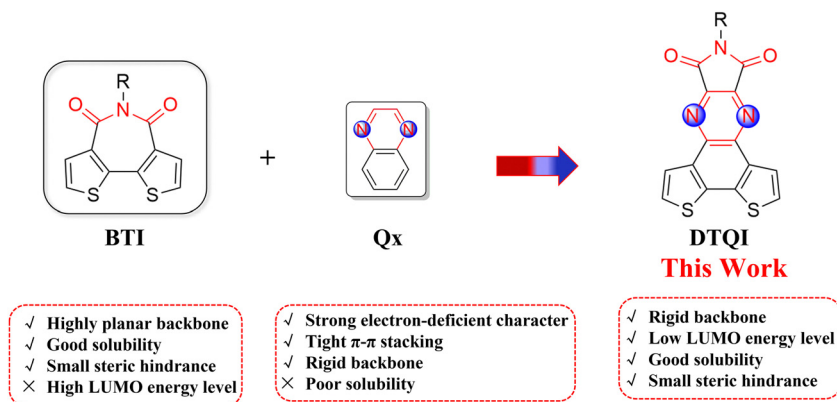 R
O
N
O
S
S
BTI
+
N
N
Qx
R
O
N
O
N
N
S
S
DTQI
This Work
√ Highly planar backbone
√ Good solubility
√ Small steric hindrance
× High LUMO energy level
√ Strong electron-deficient character
√ Tight π-π stacking
√ Rigid backbone
× Poor solubility
√ Rigid backbone
√ Low LUMO energy level
√ Good solubility
√ Small steric hindrance